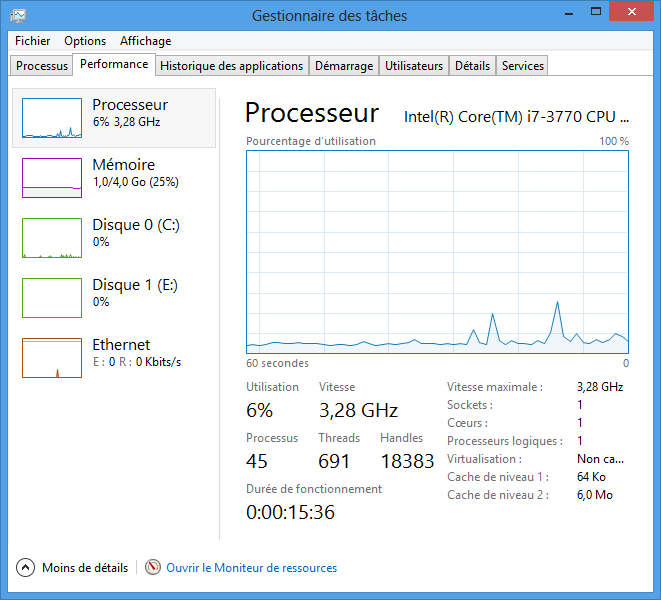 Gestionnaire des tâches
Fichier Options Affichage
Processus Performance Historique des applications Démarrage Utilisateurs Détails Services
Processeur
6% 3,28 GHz
Mémoire
1,0/4,0 Go (25%)
Disque 0 (C:)
0%
Disque 1 (E:)
0%
Ethernet
E : 0 R : 0 Kbits/s
Processeur Intel(R) Core(TM) i7-3770 CPU ...
Pourcentage d'utilisation 100 %
60 secondes 0
Utilisation Vitesse
6% 3,28 GHz
Processus Threads Handles
45 691 18383
Durée de fonctionnement
0:00:15:36
Vitesse maximale : 3,28 GHz
Sockets : 1
Cœurs : 1
Processeurs logiques : 1
Virtualisation : Non ca...
Cache de niveau 1 : 64 Ko
Cache de niveau 2 : 6,0 Mo
Moins de détails Ouvrir le Moniteur de ressources